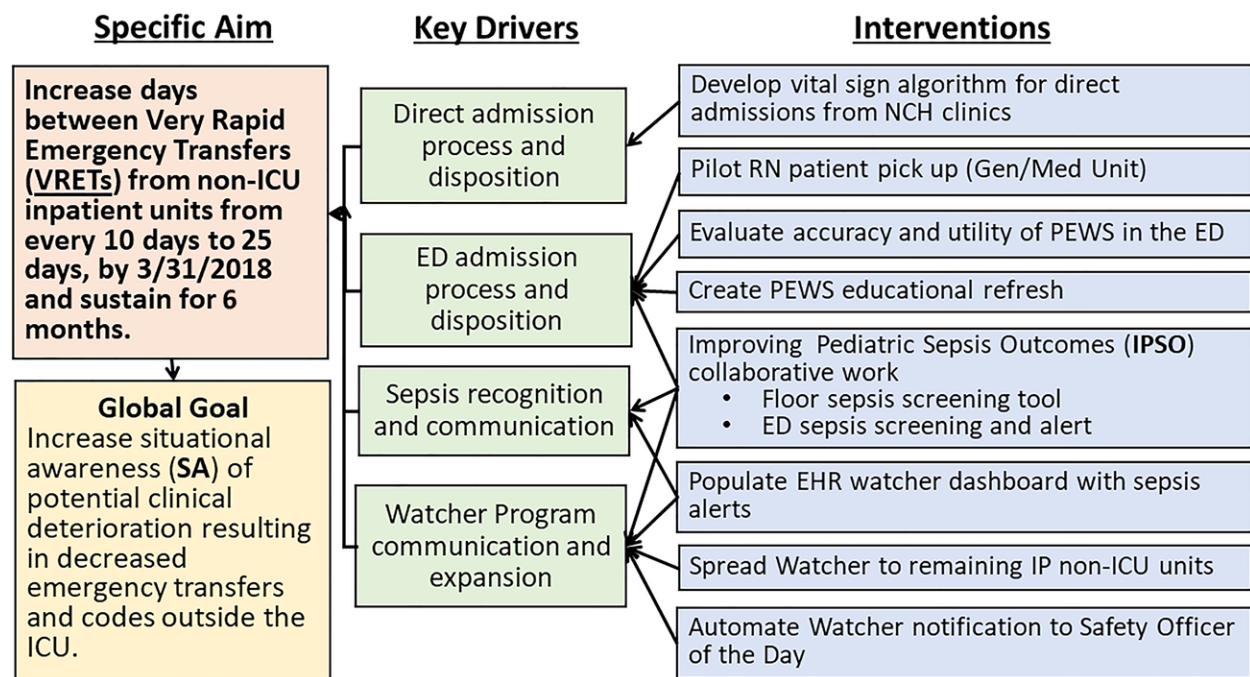 Specific Aim
Increase days
between Very Rapid
Emergency Transfers
(VRETs) from non-ICU
inpatient units from
every 10 days to 25
days, by 3/31/2018
and sustain for 6
months.
Global Goal
Increase situational
awareness (SA) of
potential clinical
deterioration resulting
in decreased
emergency transfers
and codes outside the
ICU.
Key Drivers
Direct admission
process and
disposition
ED admission
process and
disposition
Sepsis recognition
and communication
Watcher Program
communication and
expansion
Interventions
Develop vital sign algorithm for direct
admissions from NCH clinics
Pilot RN patient pick up (Gen/Med Unit)
Evaluate accuracy and utility of PEWS in the ED
Create PEWS educational refresh
Improving Pediatric Sepsis Outcomes (IPSO)
collaborative work
• Floor sepsis screening tool
• ED sepsis screening and alert
Populate EHR watcher dashboard with sepsis
alerts
Spread Watcher to remaining IP non-ICU units
Automate Watcher notification to Safety Officer
of the Day